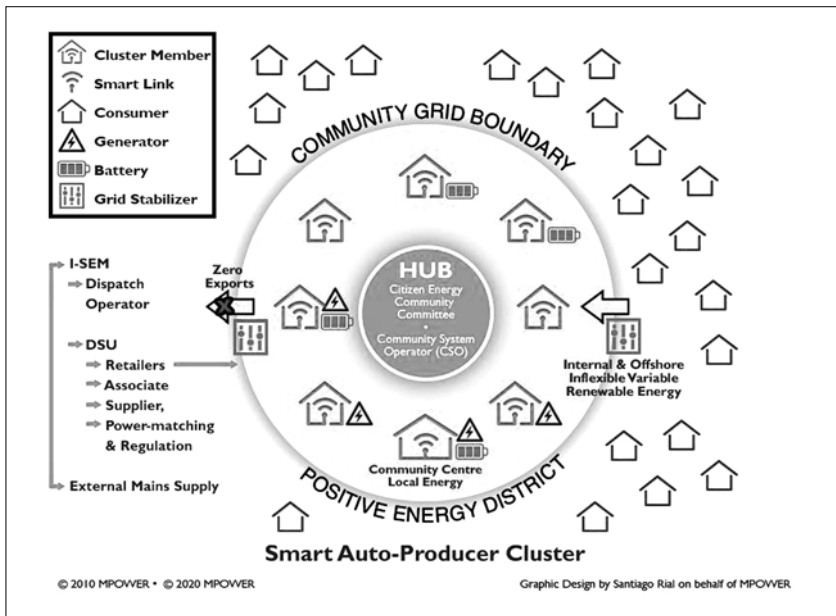 Cluster Member
Smart Link
Consumer
Generator
Battery
Grid Stabilizer
COMMUNITY GRID BOUNDARY
I-SEM
Dispatch
Operator
DSU
Retailers
Associate
Supplier,
Power-matching
& Regulation
External Mains Supply
Zero
Exports
HUB
Citizen Energy
Community
Committee
•
Community System
Operator (CSO)
Internal & Offshore
Inflexible Variable
Renewable Energy
Community Centre
Local Energy
POSITIVE ENERGY DISTRICT
Smart Auto-Producer Cluster
© 2010 MPOWER • © 2020 MPOWER
Graphic Design by Santiago Rial on behalf of MPOWER